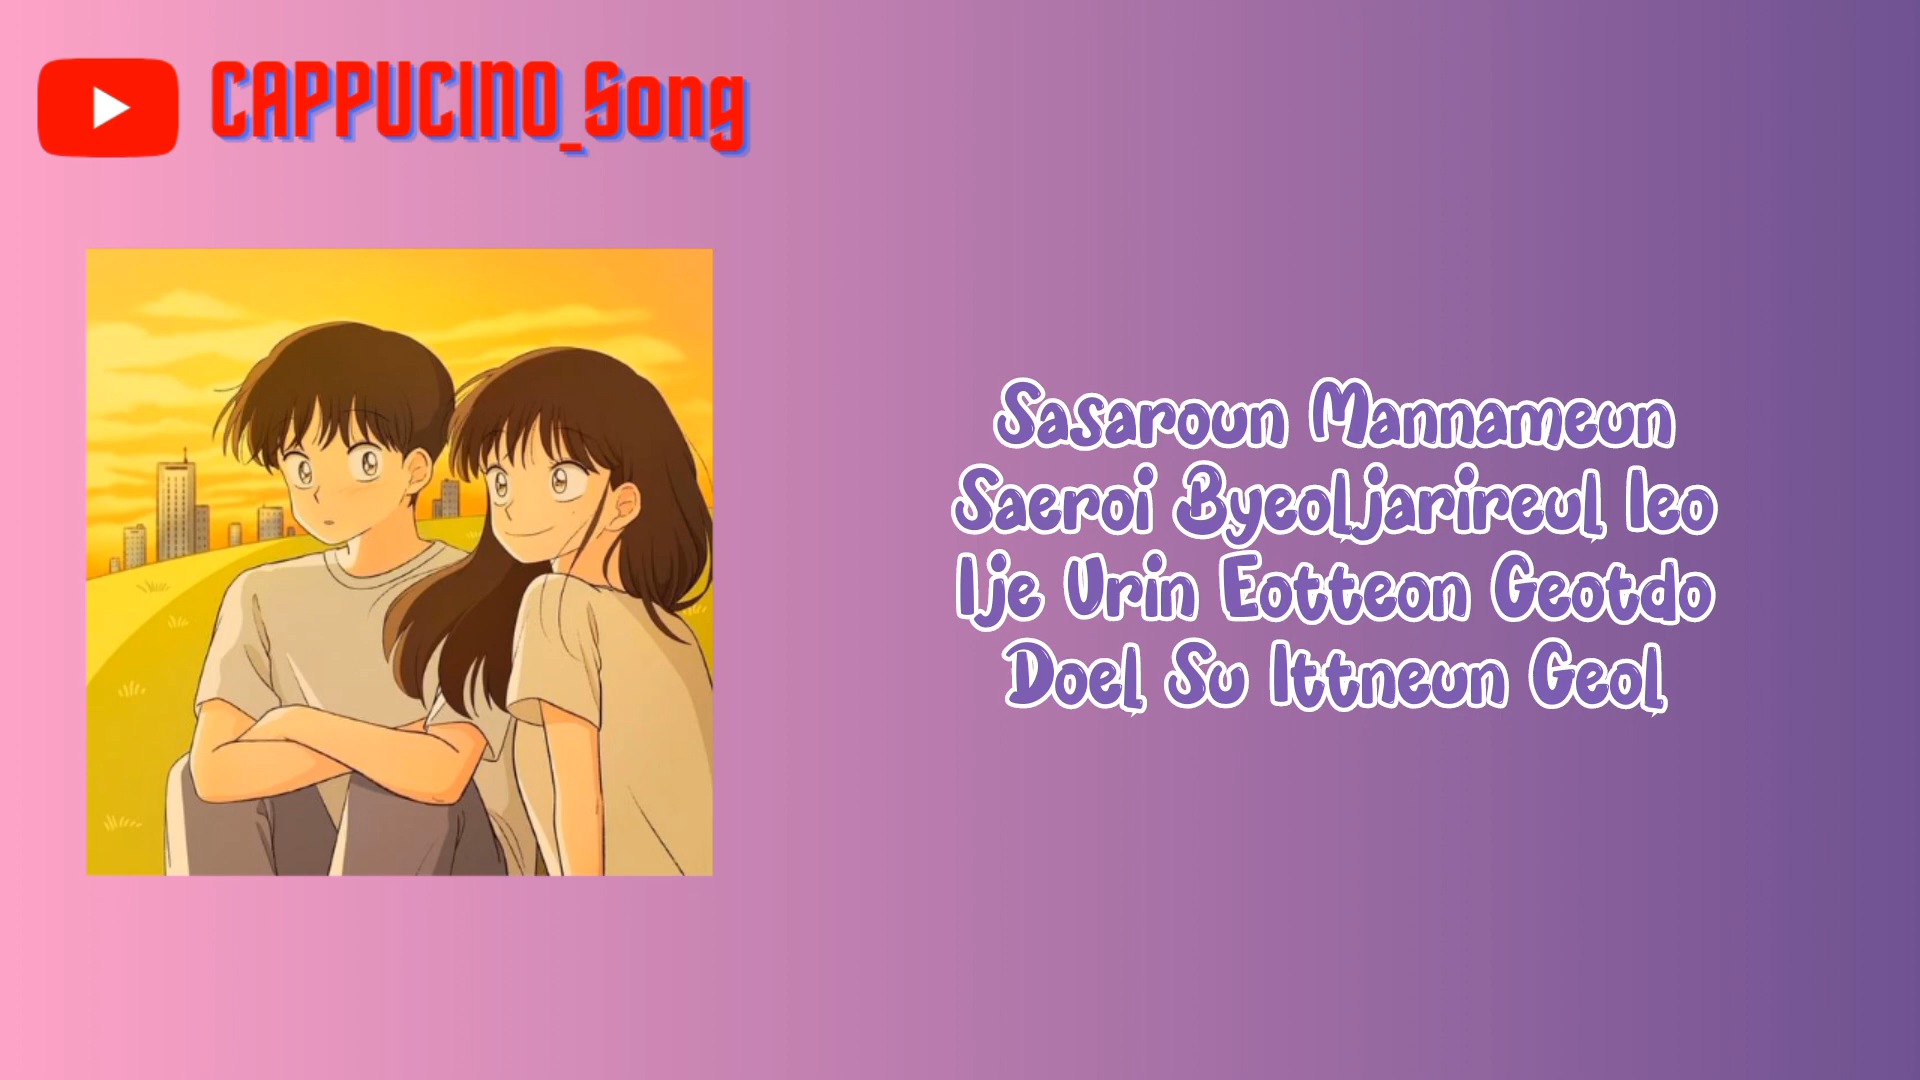 CAPPUCINO_Song
Sasaroun Mannameun
Saeroi Byeoljarireul Ieo
Ije Urin Eotteon Geotdo
Doel Su Ittneun Geol